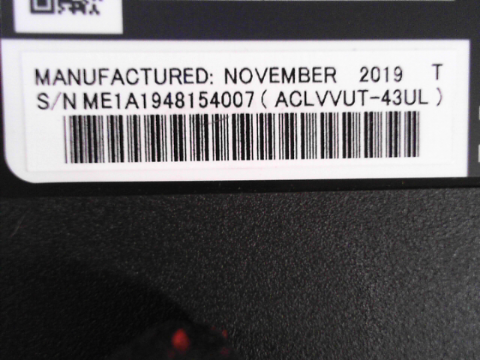 MANUFACTURED: NOVEMBER 2019 T
S/N ME1A1948154007 ( ACLVVUT-43UL )